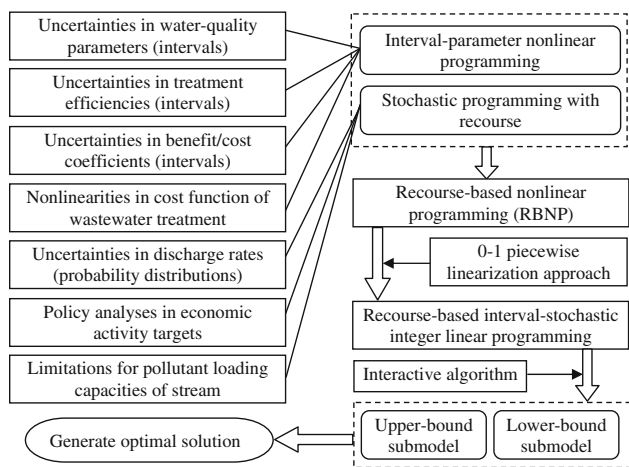 Uncertainties in water-quality
parameters (intervals)
Uncertainties in treatment
efficiencies (intervals)
Uncertainties in benefit/cost
coefficients (intervals)
Nonlinearities in cost function of
wastewater treatment
Uncertainties in discharge rates
(probability distributions)
Policy analyses in economic
activity targets
Limitations for pollutant loading
capacities of stream
Interval-parameter nonlinear
programming
Stochastic programming with
recourse
Recourse-based nonlinear
programming (RBNP)
0-1 piecewise
linearization approach
Recourse-based interval-stochastic
integer linear programming
Interactive algorithm
Upper-bound
submodel
Lower-bound
submodel
Generate optimal solution